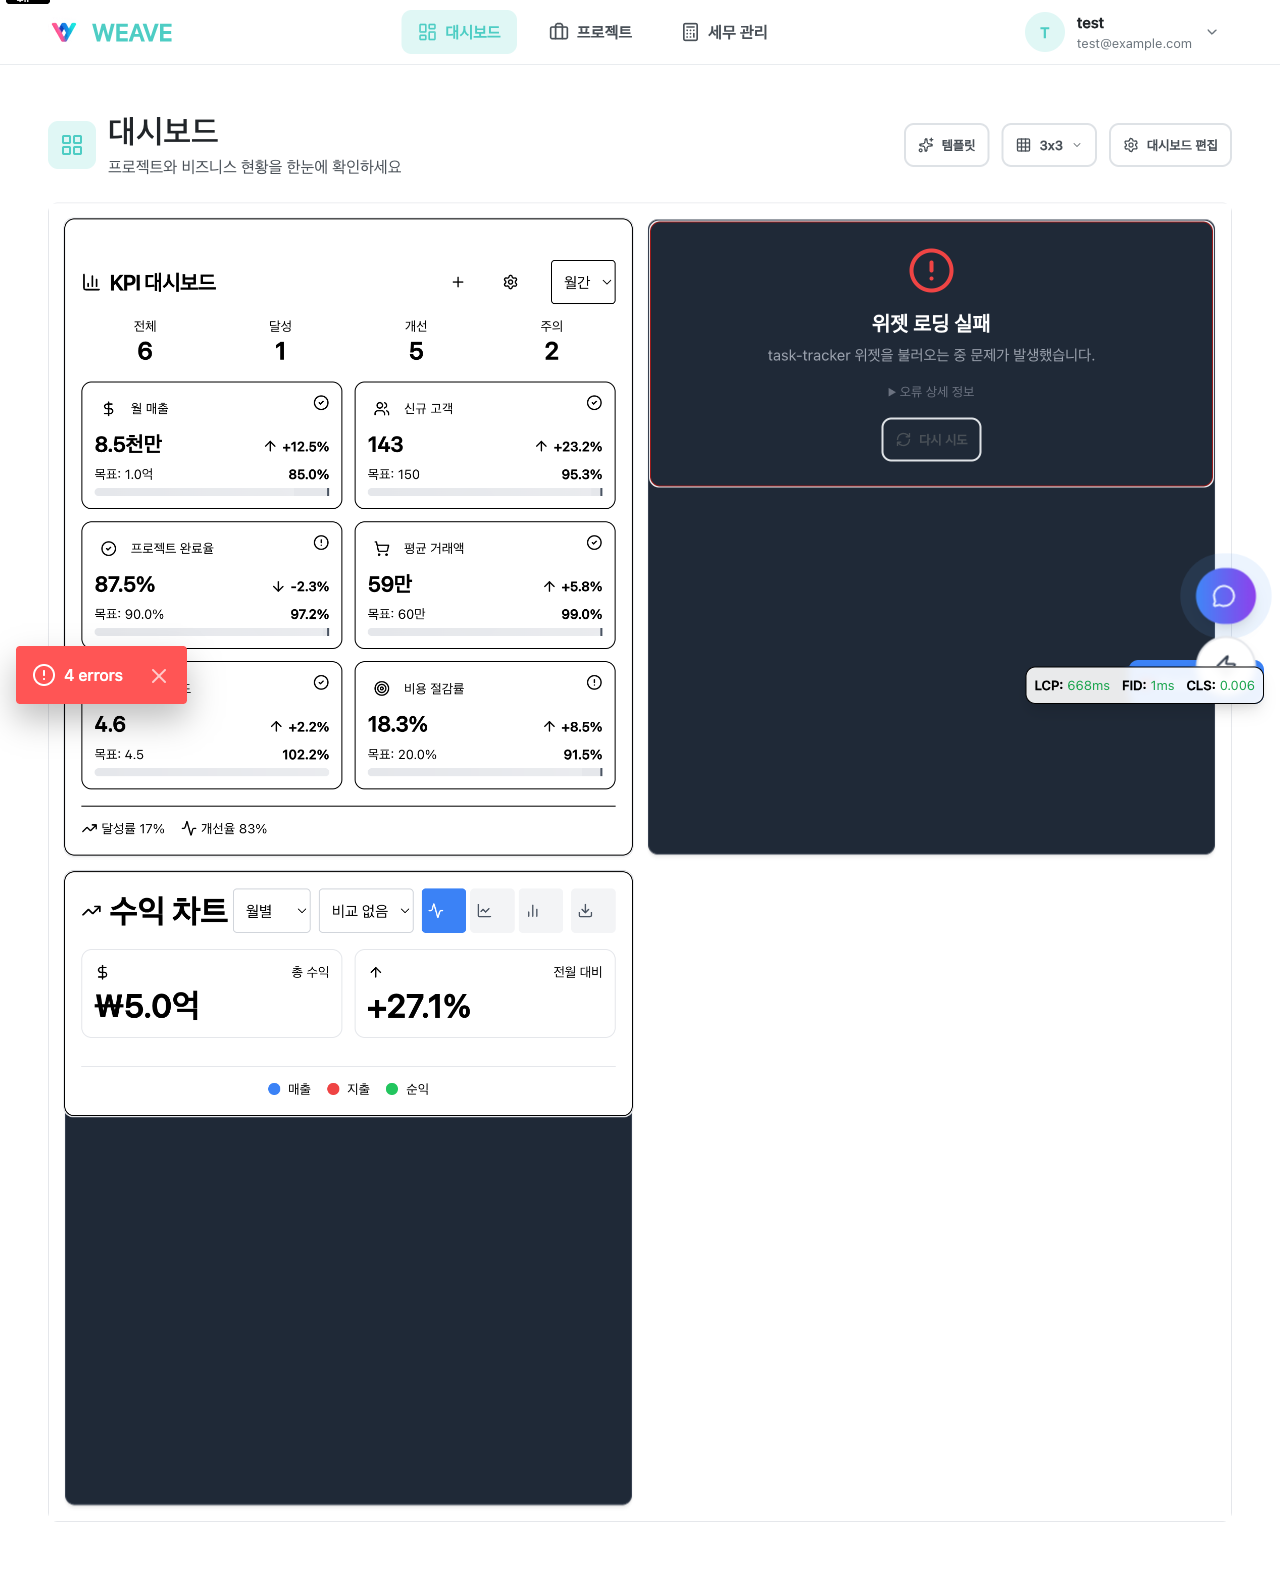 WEAVE
대시보드
프로젝트
세무 관리
T
test
test@example.com
대시보드
프로젝트와 비즈니스 현황을 한눈에 확인하세요
템플릿
3x3
대시보드 편집
KPI 대시보드
월간
전체
6
달성
1
개선
5
주의
2
월 매출
8.5천만
+12.5%
목표: 1.0억
85.0%
신규 고객
143
+23.2%
목표: 150
95.3%
프로젝트 완료율
87.5%
-2.3%
목표: 90.0%
97.2%
평균 거래액
59만
+5.8%
목표: 60만
99.0%
4 errors
4.6
+2.2%
목표: 4.5
102.2%
비용 절감률
18.3%
+8.5%
목표: 20.0%
91.5%
달성률 17%
개선율 83%
위젯 로딩 실패
task-tracker 위젯을 불러오는 중 문제가 발생했습니다.
오류 상세 정보
다시 시도
LCP: 668ms FID: 1ms CLS: 0.006
수익 차트
월별
비교 없음
총 수익
₩5.0억
전월 대비
+27.1%
매출
지출
순익